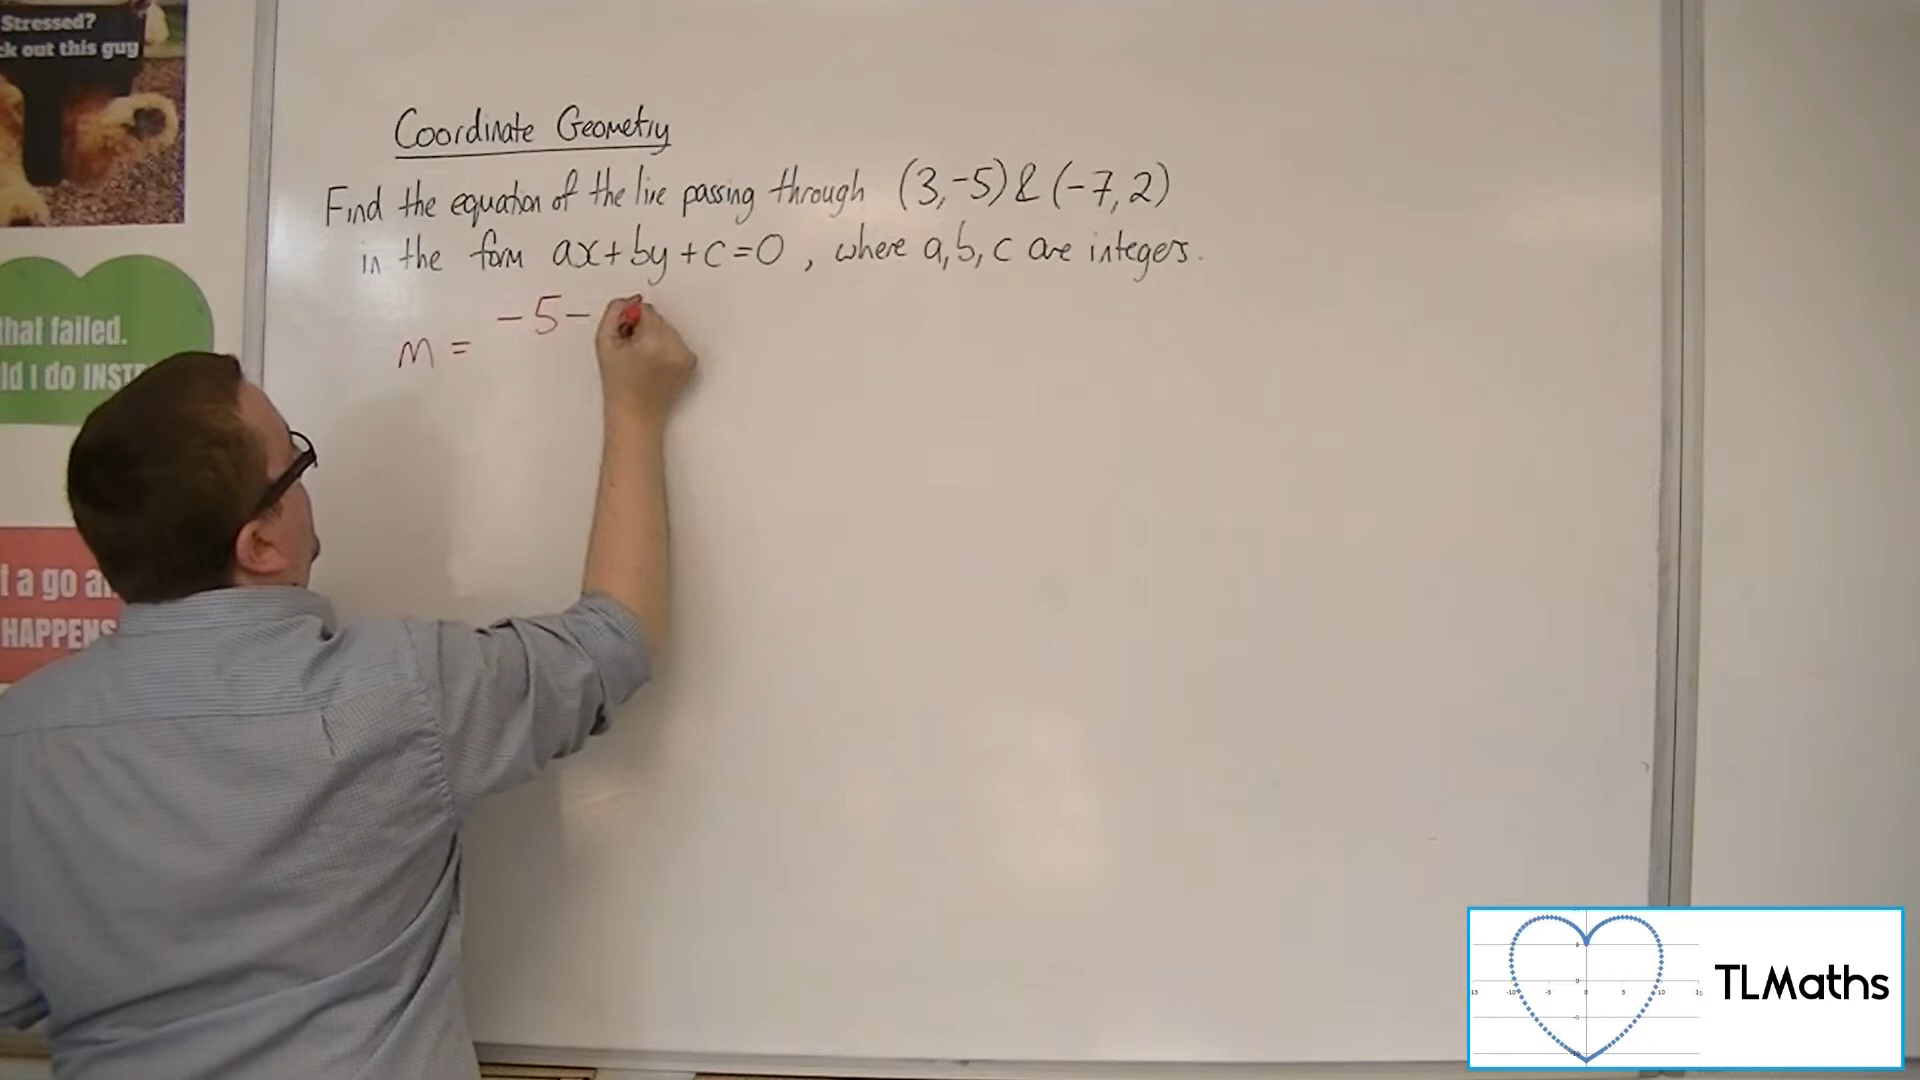 Stressed?
ck out this guy
Coordinate Geometry
Find the equation of the line passing through (3,-5) & (-7,2)
in the form ax+by+c=0, where a,b,c are integers.
m = -5-
that failed.
ld I do INST
t a go a
HAPPENS
TLMaths